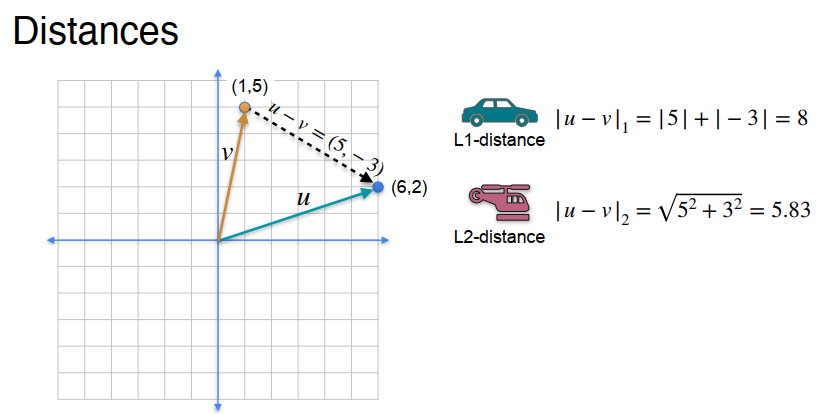 Distances
(1,5)
u − v = (5, − 3)
v
u
(6,2)
L1-distance
|u − v|₁ = |5| + | − 3| = 8
L2-distance
|u − v|₂ = √5² + 3² = 5.83